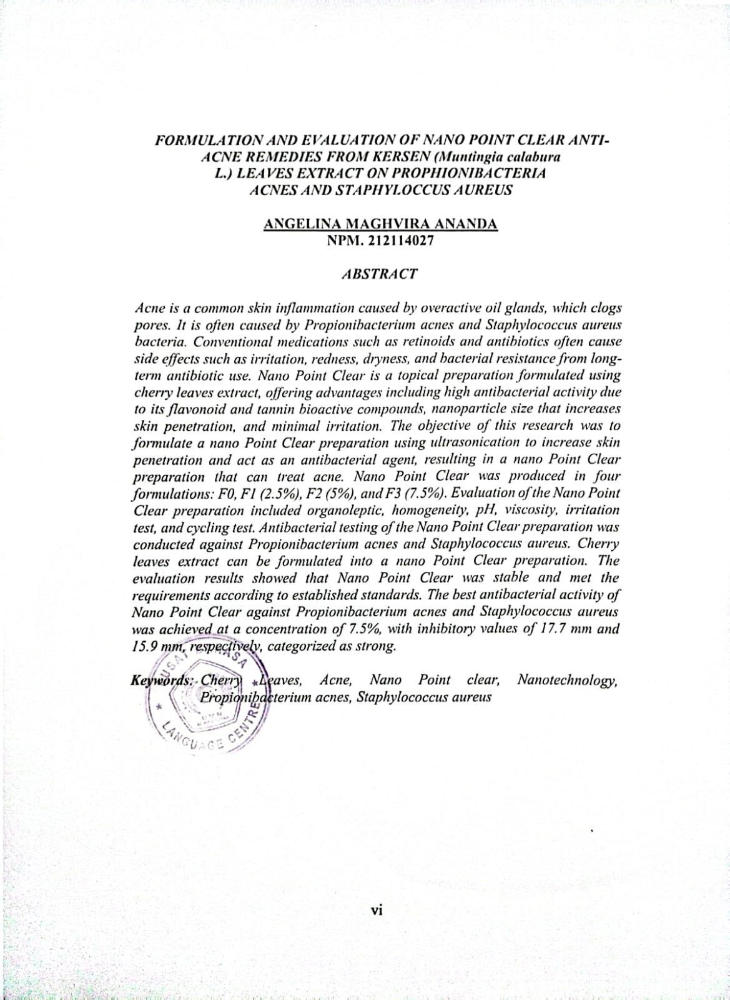 FORMULATION AND EVALUATION OF NANO POINT CLEAR ANTI-
ACNE REMEDIES FROM KERSEN (Muntingia calabura
L.) LEAVES EXTRACT ON PROPHIONIBACTERIA
ACNES AND STAPHYLOCCUS AUREUS
ANGELINA MAGHVIRA ANANDA
NPM. 212114027
ABSTRACT
Acne is a common skin inflammation caused by overactive oil glands, which clogs
pores. It is often caused by Propionibacterium acnes and Staphylococcus aureus
bacteria. Conventional medications such as retinoids and antibiotics often cause
side effects such as irritation, redness, dryness, and bacterial resistance from long-
term antibiotic use. Nano Point Clear is a topical preparation formulated using
cherry leaves extract, offering advantages including high antibacterial activity due
to its flavonoid and tannin bioactive compounds, nanoparticle size that increases
skin penetration, and minimal irritation. The objective of this research was to
formulate a nano Point Clear preparation using ultrasonication to increase skin
penetration and act as an antibacterial agent, resulting in a nano Point Clear
preparation that can treat acne. Nano Point Clear was produced in four
formulations: F0, F1 (2.5%), F2 (5%), and F3 (7.5%). Evaluation of the Nano Point
Clear preparation included organoleptic, homogeneity, pH, viscosity, irritation
test, and cycling test. Antibacterial testing of the Nano Point Clear preparation was
conducted against Propionibacterium acnes and Staphylococcus aureus. Cherry
leaves extract can be formulated into a nano Point Clear preparation. The
evaluation results showed that Nano Point Clear was stable and met the
requirements according to established standards. The best antibacterial activity of
Nano Point Clear against Propionibacterium acnes and Staphylococcus aureus
was achieved at a concentration of 7.5%, with inhibitory values of 17.7 mm and
15.9 mm, respectively, categorized as strong.
Keywords: Cherry Leaves, Acne, Nano Point clear, Nanotechnology,
Propionibacterium acnes, Staphylococcus aureus
LANGUAGE CENTRE
vi